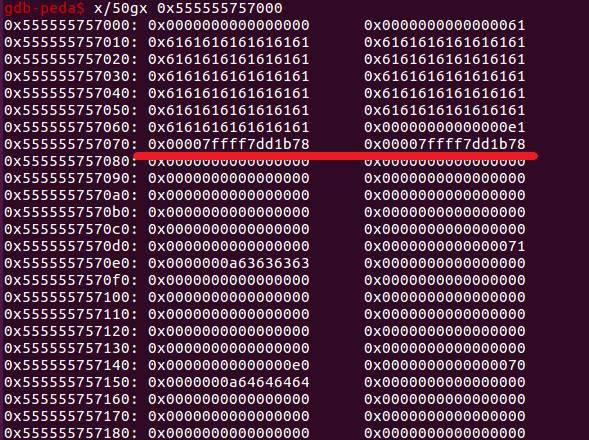 gdb-peda$ x/50gx 0x555555757000
0x555555757000: 0x0000000000000000 0x0000000000000061
0x555555757010: 0x6161616161616161 0x6161616161616161
0x555555757020: 0x6161616161616161 0x6161616161616161
0x555555757030: 0x6161616161616161 0x6161616161616161
0x555555757040: 0x6161616161616161 0x6161616161616161
0x555555757050: 0x6161616161616161 0x6161616161616161
0x555555757060: 0x6161616161616161 0x00000000000000e1
0x555555757070: 0x00007ffff7dd1b78 0x00007ffff7dd1b78
0x555555757080: 0x0000000000000000 0x0000000000000000
0x555555757090: 0x0000000000000000 0x0000000000000000
0x5555557570a0: 0x0000000000000000 0x0000000000000000
0x5555557570b0: 0x0000000000000000 0x0000000000000000
0x5555557570c0: 0x0000000000000000 0x0000000000000000
0x5555557570d0: 0x0000000000000000 0x0000000000000071
0x5555557570e0: 0x0000000a63636363 0x0000000000000000
0x5555557570f0: 0x0000000000000000 0x0000000000000000
0x555555757100: 0x0000000000000000 0x0000000000000000
0x555555757110: 0x0000000000000000 0x0000000000000000
0x555555757120: 0x0000000000000000 0x0000000000000000
0x555555757130: 0x0000000000000000 0x0000000000000000
0x555555757140: 0x00000000000000e0 0x0000000000000070
0x555555757150: 0x0000000a64646464 0x0000000000000000
0x555555757160: 0x0000000000000000 0x0000000000000000
0x555555757170: 0x0000000000000000 0x0000000000000000
0x555555757180: 0x0000000000000000 0x0000000000000000